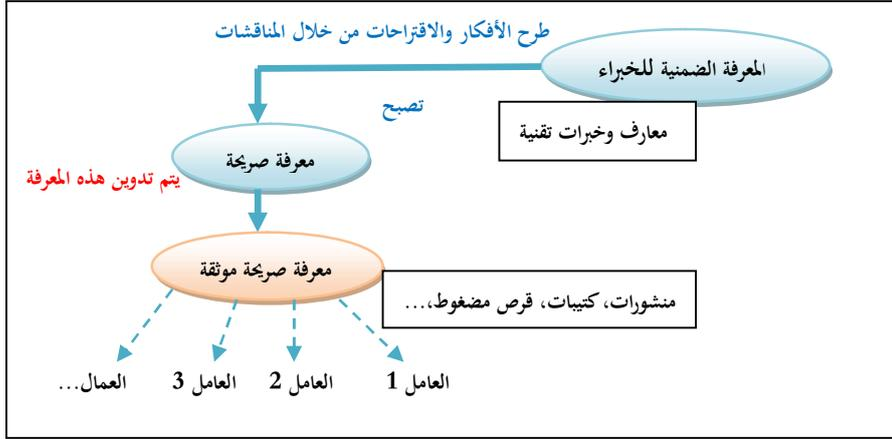 طرح الأفكار والاقتراحات من خلال المناقشات
المعرفة الضمنية للخبراء
تصبح
معارف وخبرات تقنية
معرفة صريحة
يتم تدوين هذه المعرفة
معرفة صريحة موثقة
منشورات، كتيبات، قرص مضغوط،...
العامل 1
العامل 2
العامل 3
العمال...